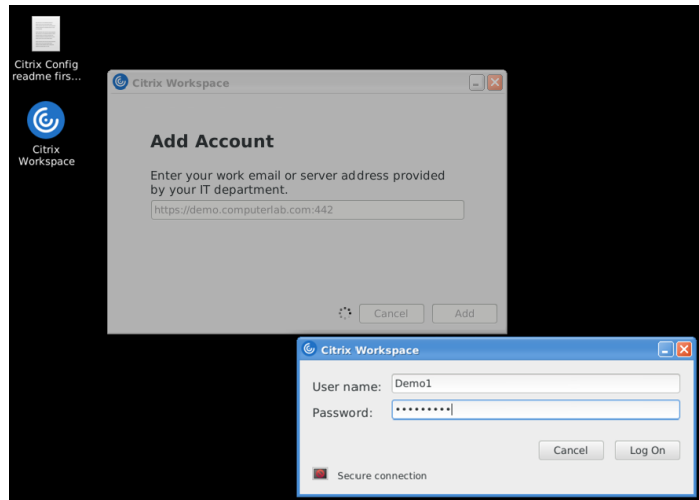 Citrix Config
readme firs...
Citrix
Workspace
Citrix Workspace
Add Account
Enter your work email or server address provided
by your IT department.
https://demo.computerlab.com:442
Cancel
Add
Citrix Workspace
User name:
Demo1
Password:
•••••••••
Cancel
Log On
Secure connection